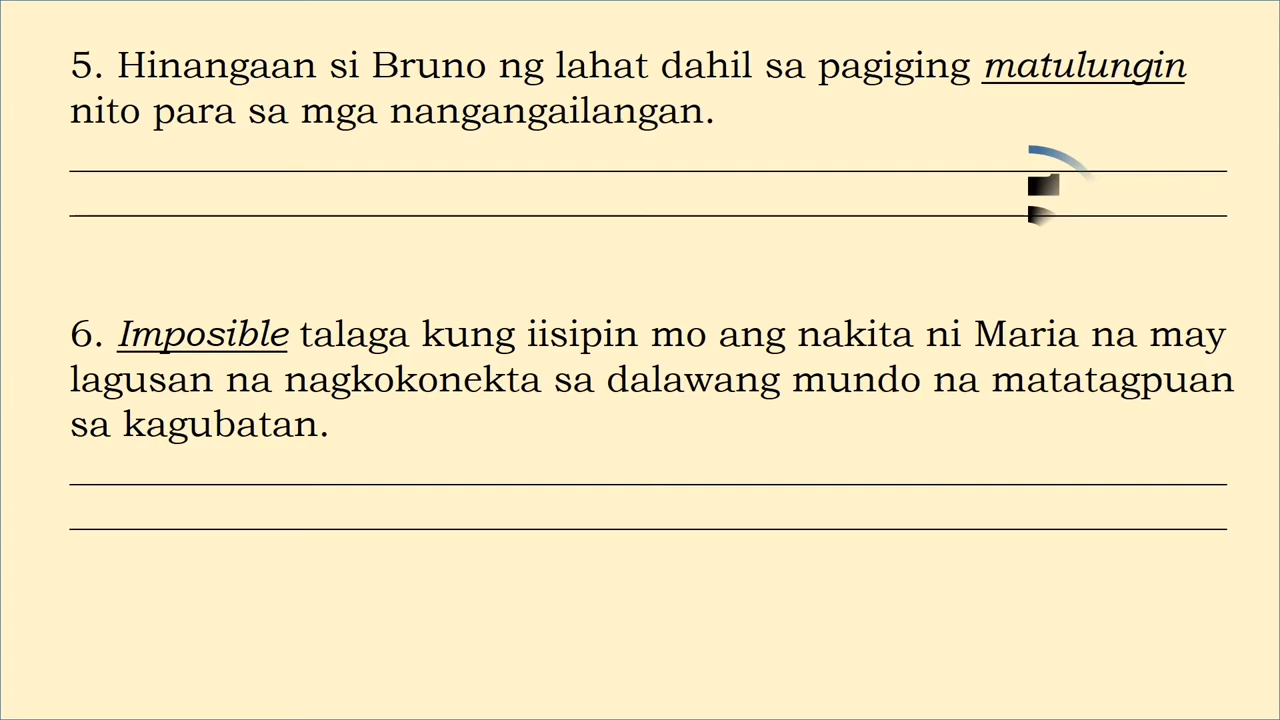 5. Hinangaan si Bruno ng lahat dahil sa pagiging matulungin
nito para sa mga nangangailangan.
6. Imposible talaga kung iisipin mo ang nakita ni Maria na may
lagusan na nagkokonekta sa dalawang mundo na matatagpuan
sa kagubatan.